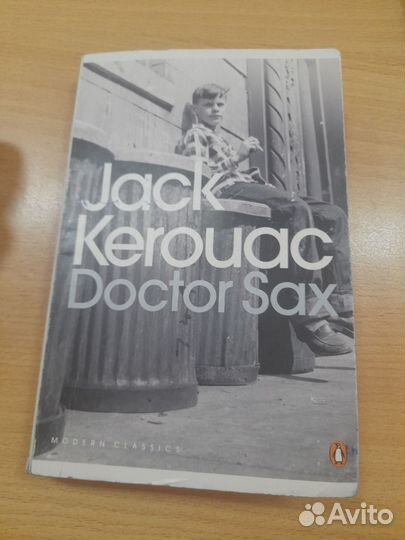 Jack
Kerouac
Doctor Sax
MODERN CLASSICS
Avito